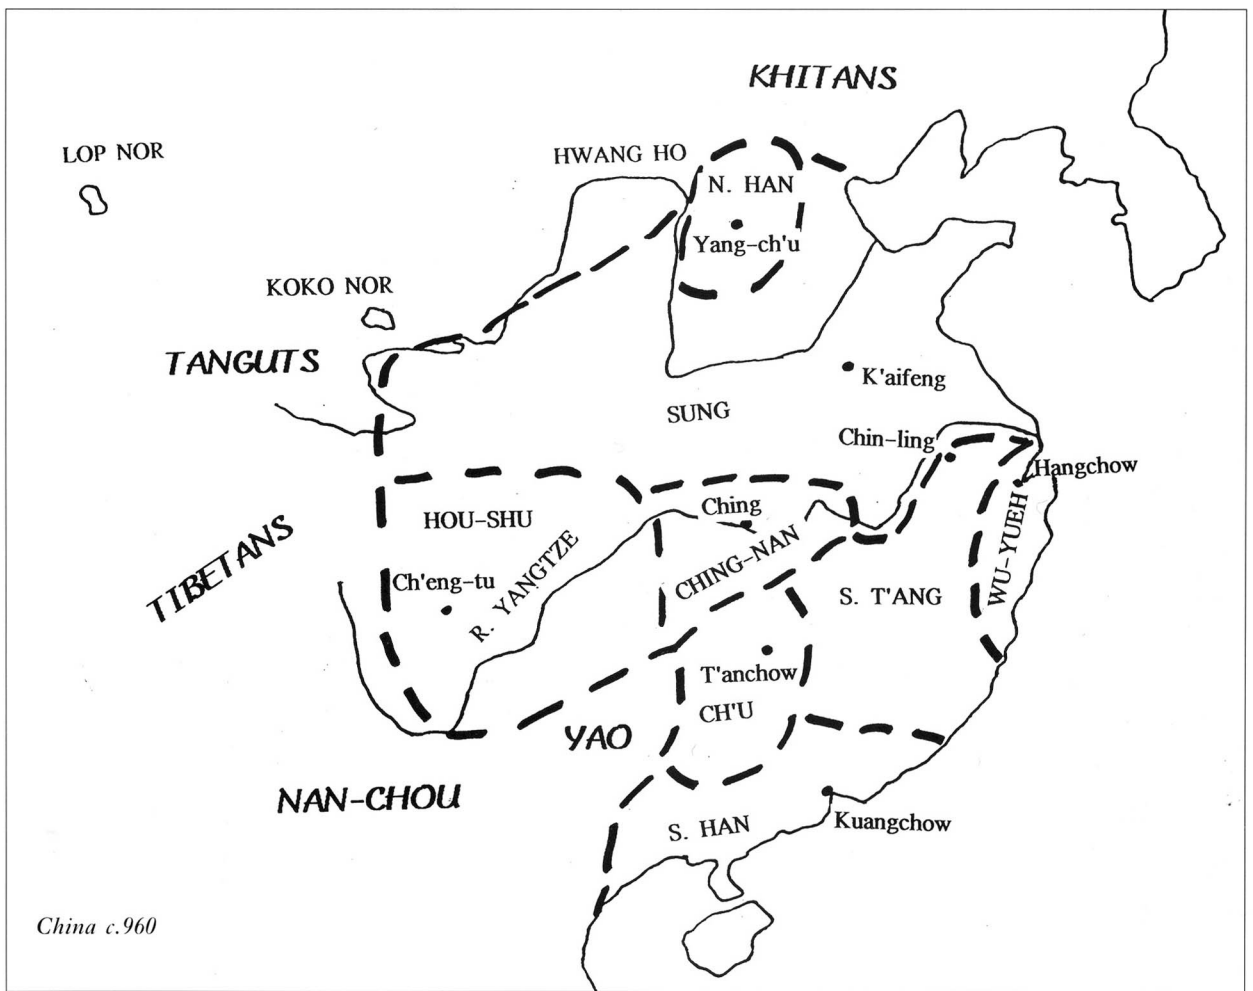 KHITANS
LOP NOR
HWANG HO
N. HAN
Yang-ch'u
KOKO NOR
TANGUTS
K'aifeng
SUNG
Chin-ling
Hangchow
HOU-SHU
Ching
TIBETANS
R. YANGTZE
CHING-NAN
WU-YUEH
Ch'eng-tu
S. T'ANG
T'anchow
CH'U
YAO
NAN-CHOU
S. HAN
Kuangchow
China c.960